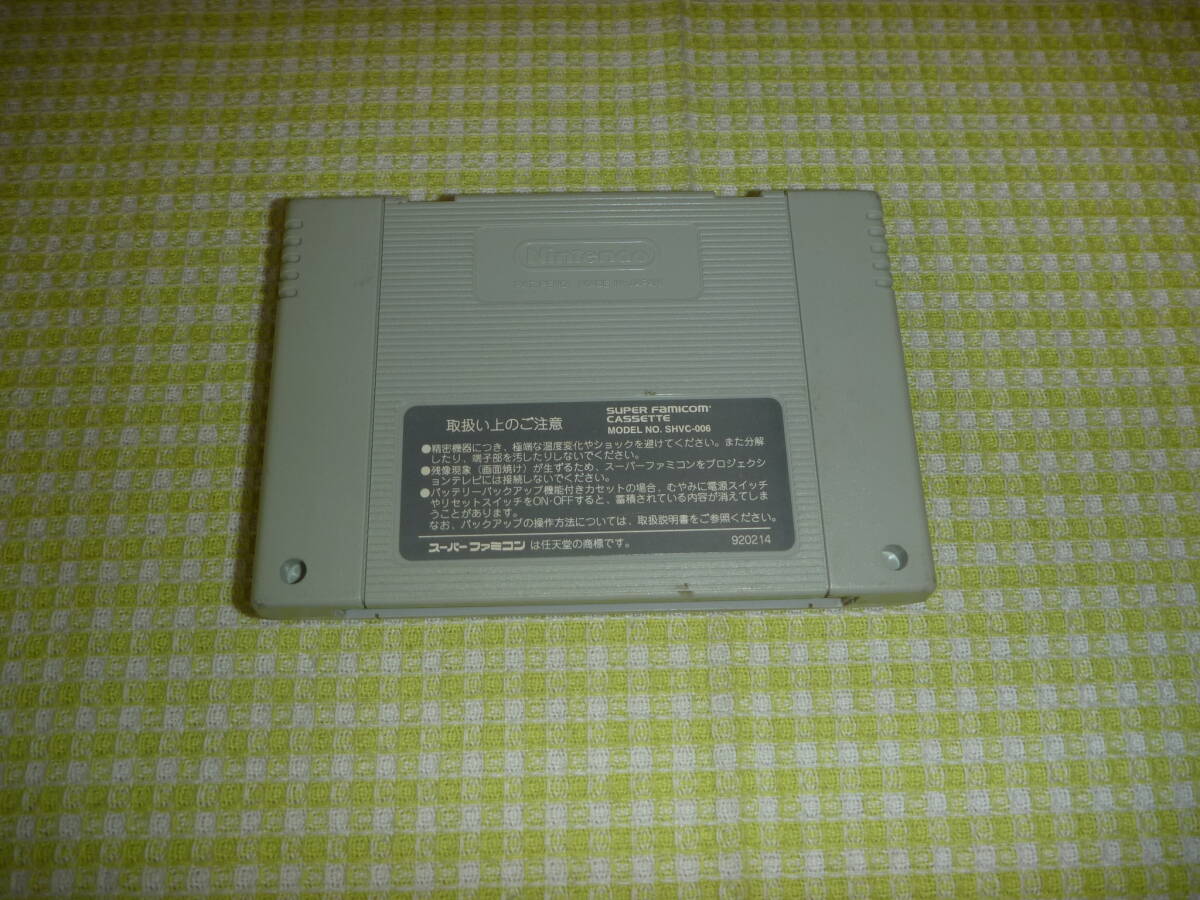 Nintendo
PAT. PEND. MADE IN JAPAN
取扱い上のご注意
SUPER FAMICOM
CASSETTE
MODEL NO. SHVC-006
●精密機器につき、極端な温度変化やショックを避けてください。また分解
したり、端子部を汚したりしないでください。
●残像現象(画面焼け)が生ずるため、スーパーファミコンをプロジェクシ
ョンテレビには接続しないでください。
●バッテリーバックアップ機能付きカセットの場合、むやみに電源スイッチ
やリセットスイッチをON・OFFすると、蓄積されている内容が消えてしま
うことがあります。
なお、バックアップの操作方法については、取扱説明書をご参照ください。
スーパーファミコン は任天堂の商標です。
920214